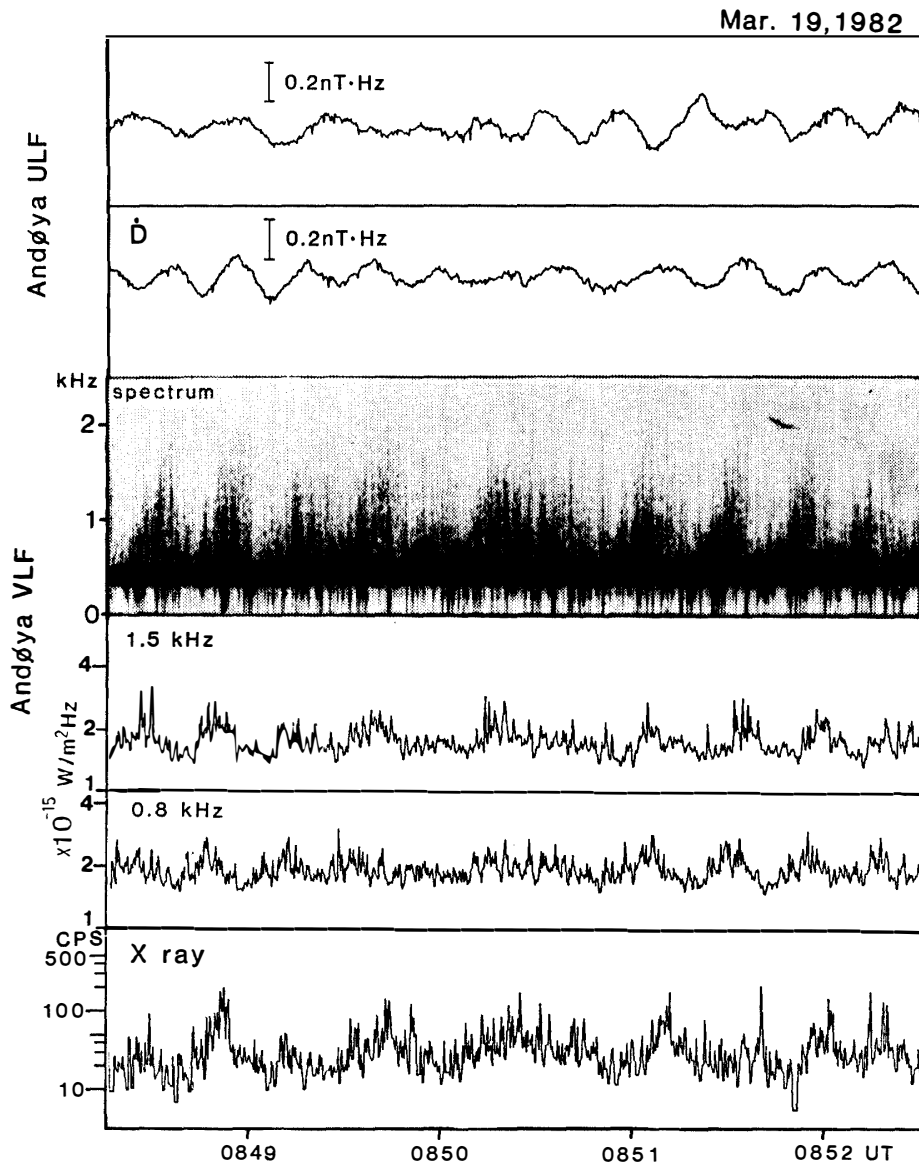 Mar. 19,1982
Andøya ULF
0.2nT·Hz
Ḋ
0.2nT·Hz
kHz
spectrum
2
1
0
Andøya VLF
1.5 kHz
4
2
1
×10⁻¹⁵ W/m²Hz
0.8 kHz
4
2
1
CPS
X ray
500
100
10
0849 0850 0851 0852 UT